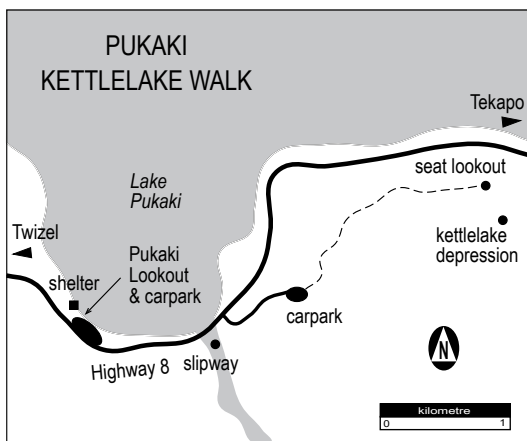 PUKAKI
KETTLELAKE WALK
Tekapo
seat lookout
Lake
Pukaki
kettlelake
depression
Twizel
Pukaki
Lookout
& carpark
shelter
carpark
Highway 8
slipway
N
kilometre
0 1